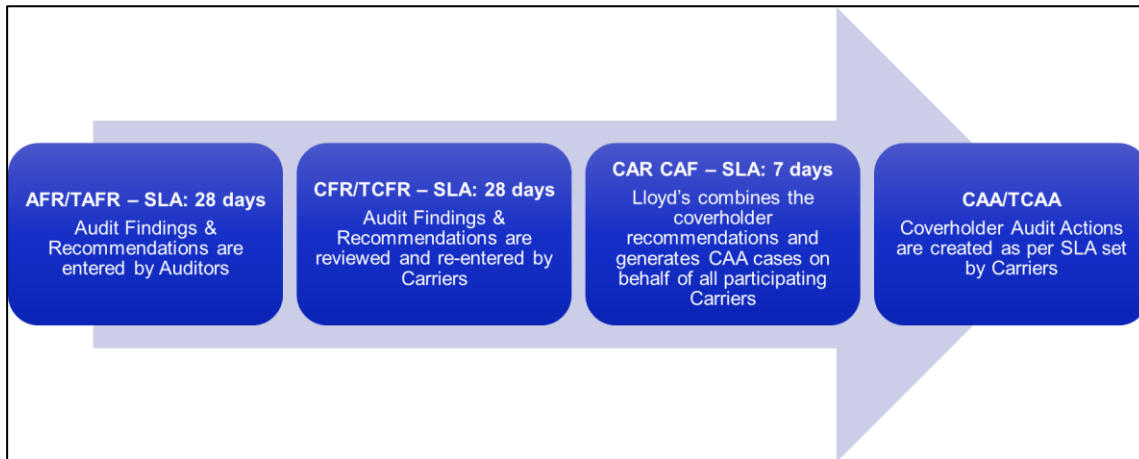 AFR/TAFR – SLA: 28 days
Audit Findings &
Recommendations are
entered by Auditors
CFR/TCFR – SLA: 28 days
Audit Findings &
Recommendations are
reviewed and re-entered by
Carriers
CAR CAF – SLA: 7 days
Lloyd's combines the
coverholder
recommendations and
generates CAA cases on
behalf of all participating
Carriers
CAA/TCAA
Coverholder Audit Actions
are created as per SLA set
by Carriers